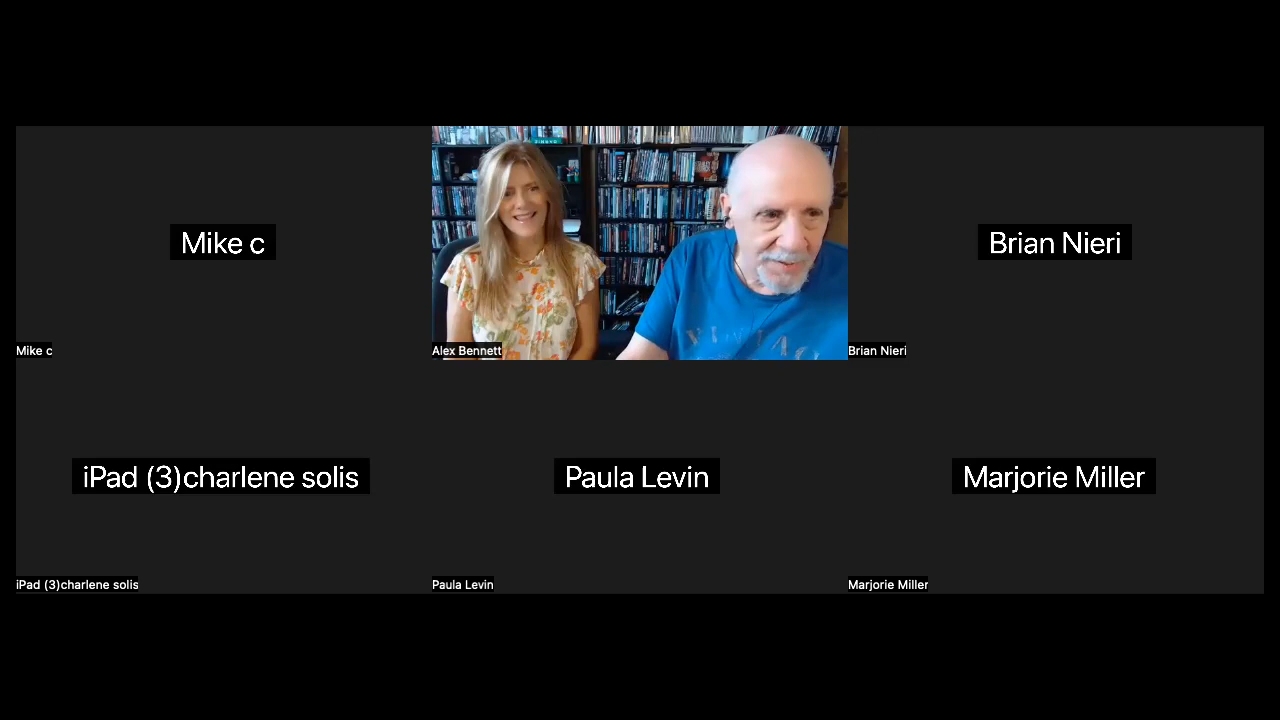 Mike c
Brian Nieri
Mike c
Alex Bennett
Brian Nieri
iPad (3)charlene solis
Paula Levin
Marjorie Miller
iPad (3)charlene solis
Paula Levin
Marjorie Miller